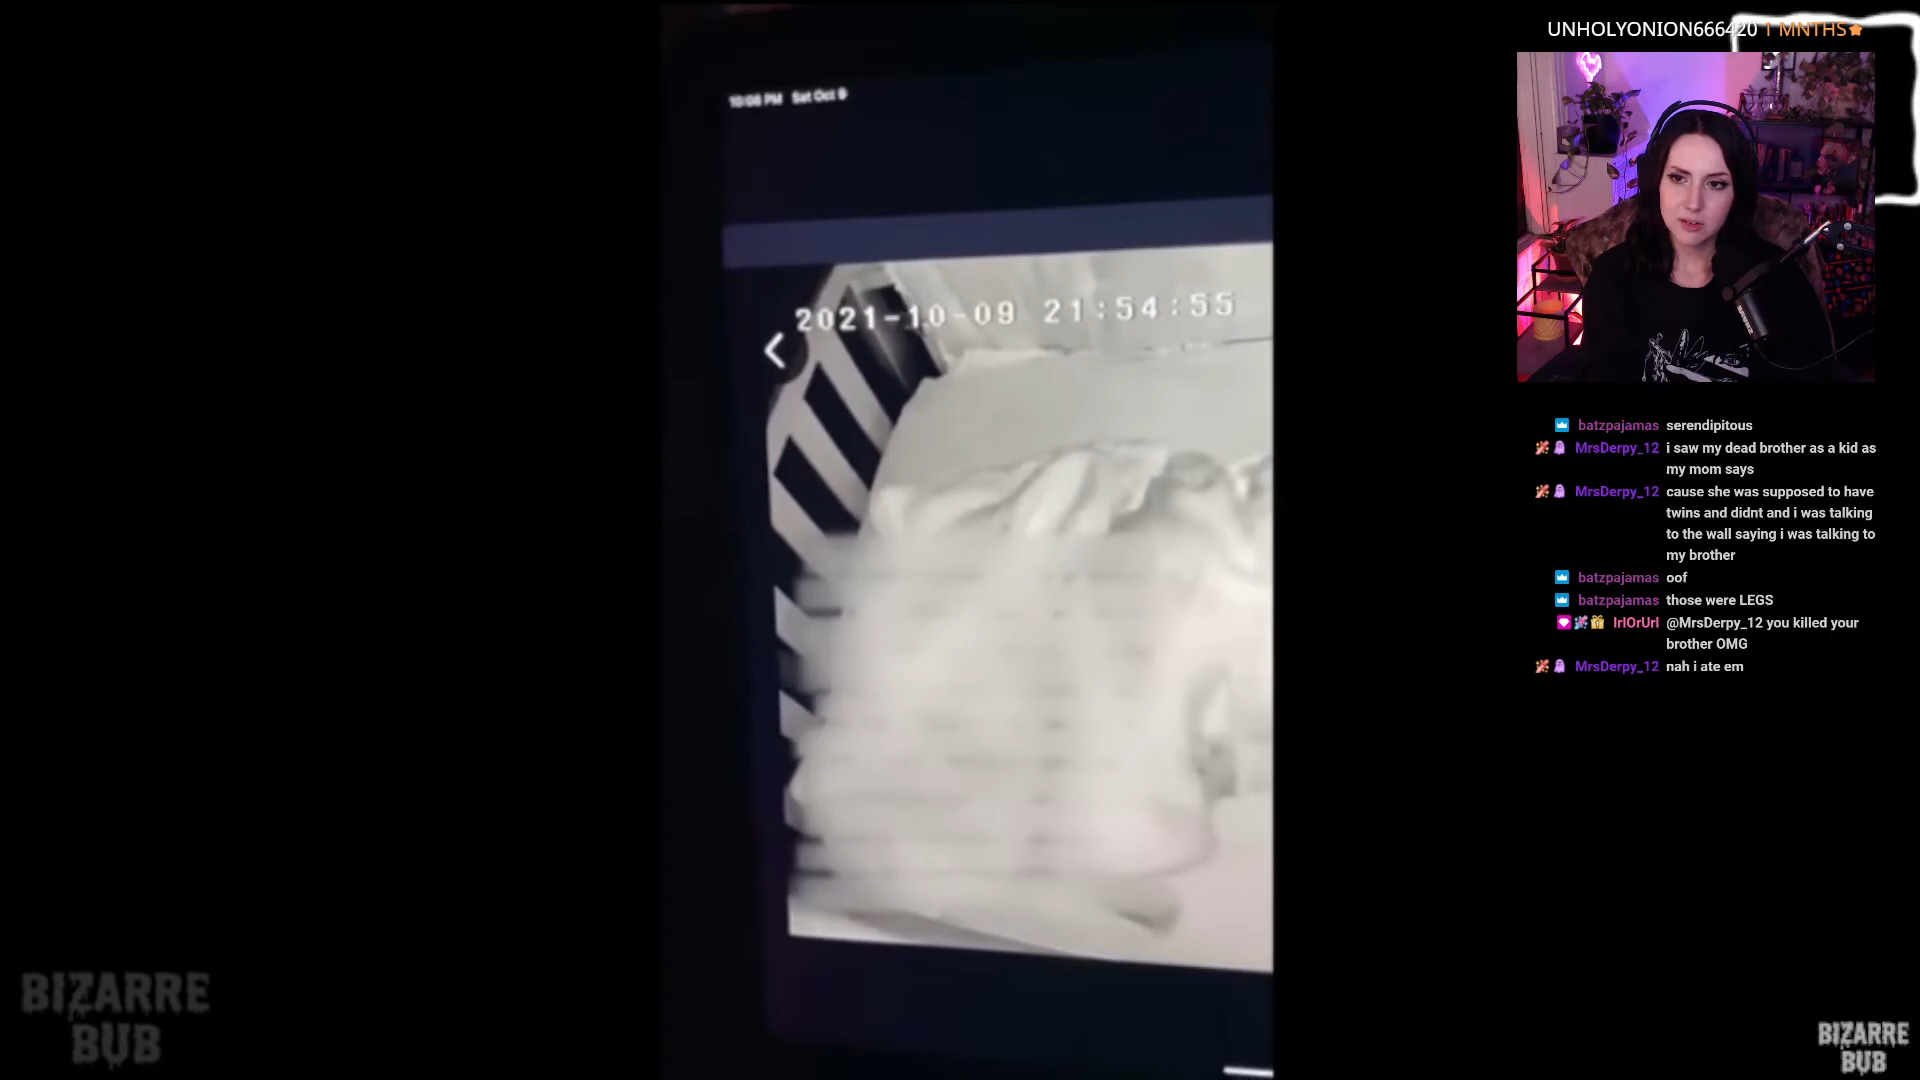 UNHOLYONION666420 1 MNTHS
10:06 PM Sat Oct 9
2021-10-09 21:54:55
batzpajamas serendipitous
MrsDerpy_12 i saw my dead brother as a kid as
my mom says
MrsDerpy_12 cause she was supposed to have
twins and didnt and i was talking
to the wall saying i was talking to
my brother
batzpajamas oof
batzpajamas those were LEGS
IrlOrUrl @MrsDerpy_12 you killed your
brother OMG
MrsDerpy_12 nah i ate em
BIZARRE
BUB
BIZARRE
BUB